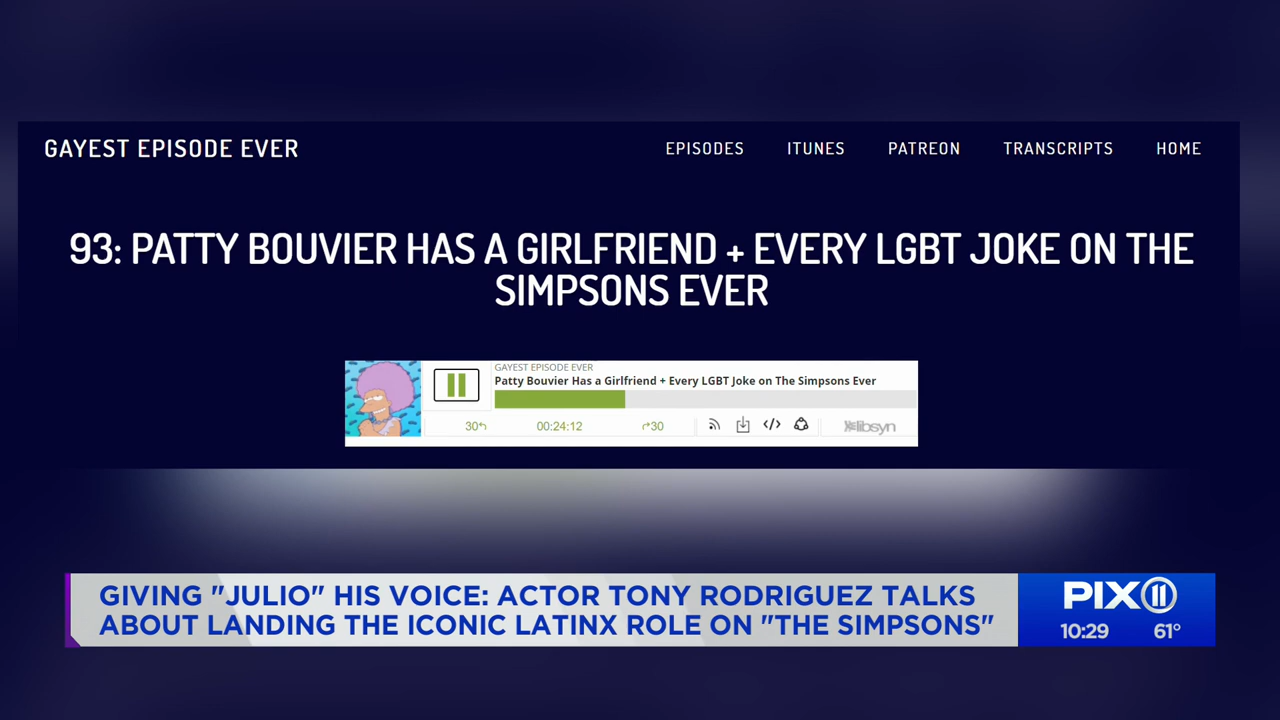 GAYEST EPISODE EVER
EPISODES ITUNES PATREON TRANSCRIPTS HOME
93: PATTY BOUVIER HAS A GIRLFRIEND + EVERY LGBT JOKE ON THE
SIMPSONS EVER
GAYEST EPISODE EVER
Patty Bouvier Has a Girlfriend + Every LGBT Joke on The Simpsons Ever
30 00:24:12 30 </> libsyn
GIVING "JULIO" HIS VOICE: ACTOR TONY RODRIGUEZ TALKS
ABOUT LANDING THE ICONIC LATINX ROLE ON "THE SIMPSONS"
PIX11
10:29 61°